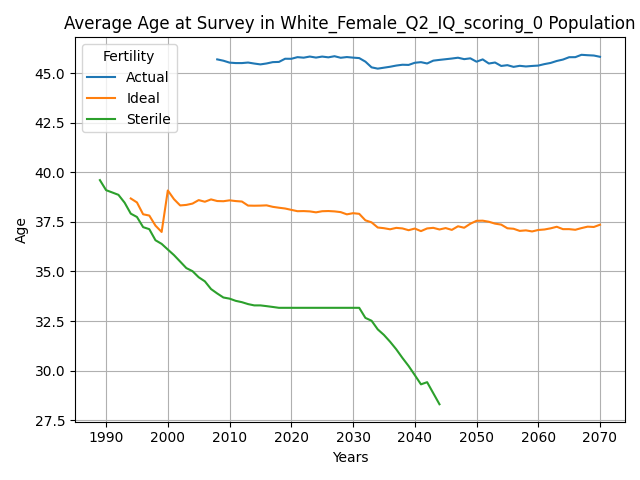 Average Age at Survey in White_Female_Q2_IQ_scoring_0 Population
Fertility
Actual
Ideal
Sterile
Age
45.0
42.5
40.0
37.5
35.0
32.5
30.0
27.5
1990 2000 2010 2020 2030 2040 2050 2060 2070
Years